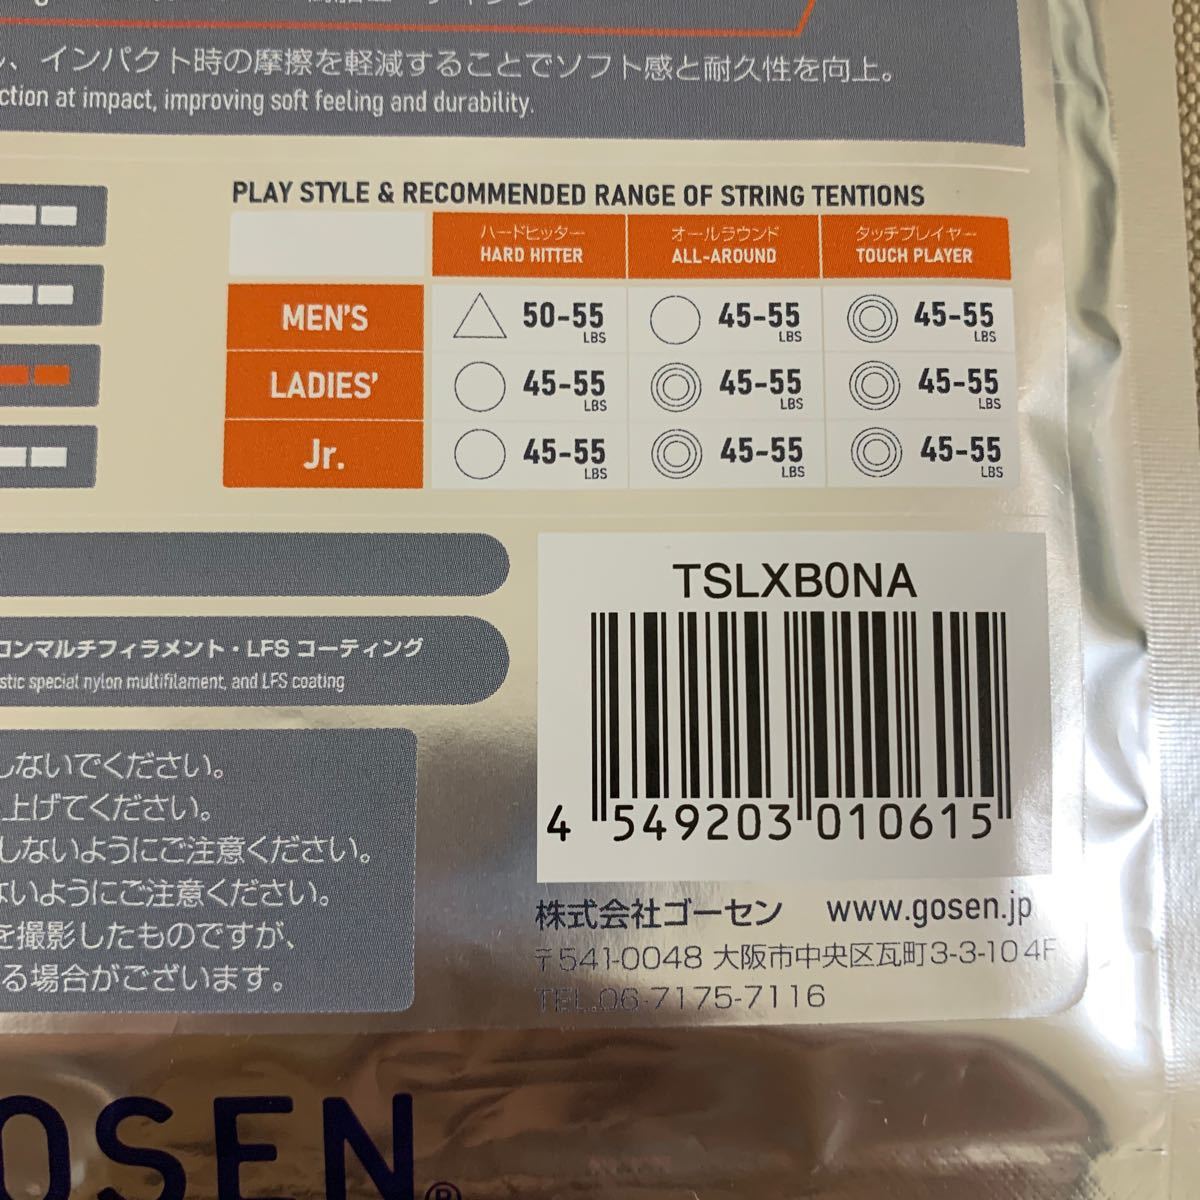 、インパクト時の摩擦を軽減することでソフト感と耐久性を向上。
ction at impact, improving soft feeling and durability.
PLAY STYLE & RECOMMENDED RANGE OF STRING TENTIONS
ハードヒッター オールラウンド タッチプレイヤー
HARD HITTER ALL-AROUND TOUCH PLAYER
MEN'S 50-55 LBS 45-55 LBS 45-55 LBS
LADIES' 45-55 LBS 45-55 LBS 45-55 LBS
Jr. 45-55 LBS 45-55 LBS 45-55 LBS
コンマルチフィラメント・LFSコーティング
stic special nylon multifilament, and LFS coating
しないでください。
上げてください。
しないようにご注意ください。
ないようにご注意ください。
を撮影したものですが、
る場合がございます。
TSLXB0NA
4 549203 010615
株式会社ゴーセン www.gosen.jp
〒541-0048 大阪市中央区瓦町3-3-10 4F
TEL.06-7175-7116
OSEN®